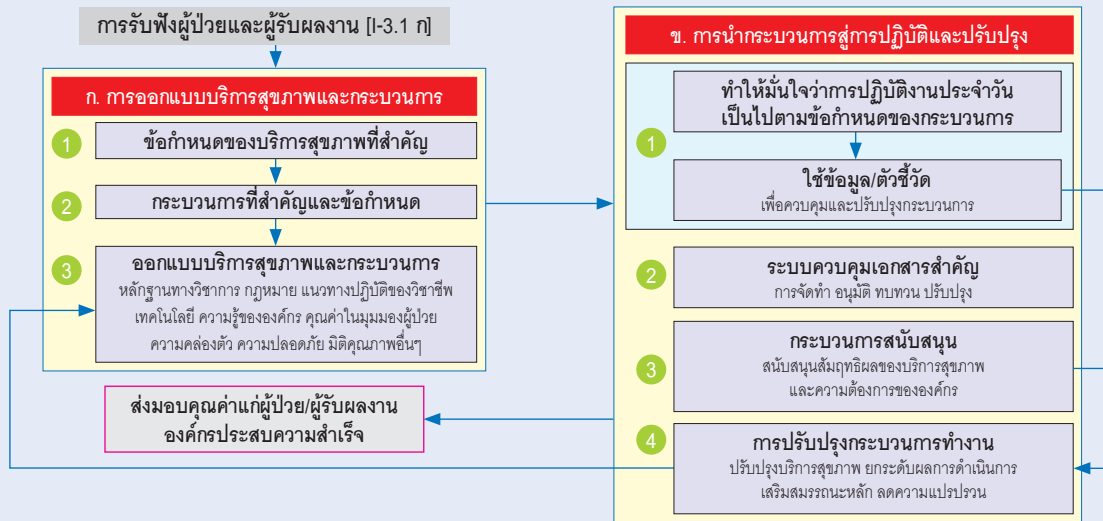 การรับฟังผู้ป่วยและผู้รับผลงาน [I-3.1 ก]
ก. การออกแบบบริการสุขภาพและกระบวนการ
1
ข้อกำหนดของบริการสุขภาพที่สำคัญ
2
กระบวนการที่สำคัญและข้อกำหนด
3
ออกแบบบริการสุขภาพและกระบวนการ
หลักฐานทางวิชาการ กฎหมาย แนวทางปฏิบัติของวิชาชีพ
เทคโนโลยี ความรู้ขององค์กร คุณค่าในมุมมองผู้ป่วย
ความคล่องตัว ความปลอดภัย มิติคุณภาพอื่นๆ
ส่งมอบคุณค่าแก่ผู้ป่วย/ผู้รับผลงาน
องค์กรประสบความสำเร็จ
ข. การนำกระบวนการสู่การปฏิบัติและปรับปรุง
1
ทำให้มั่นใจว่าการปฏิบัติงานประจำวัน
เป็นไปตามข้อกำหนดของกระบวนการ
ใช้ข้อมูล/ตัวชี้วัด
เพื่อควบคุมและปรับปรุงกระบวนการ
2
ระบบควบคุมเอกสารสำคัญ
การจัดทำ อนุมัติ ทบทวน ปรับปรุง
3
กระบวนการสนับสนุน
สนับสนุนสัมฤทธิผลของบริการสุขภาพ
และความต้องการขององค์กร
4
การปรับปรุงกระบวนการทำงาน
ปรับปรุงบริการสุขภาพ ยกระดับผลการดำเนินการ
เสริมสมรรถนะหลัก ลดความแปรปรวน